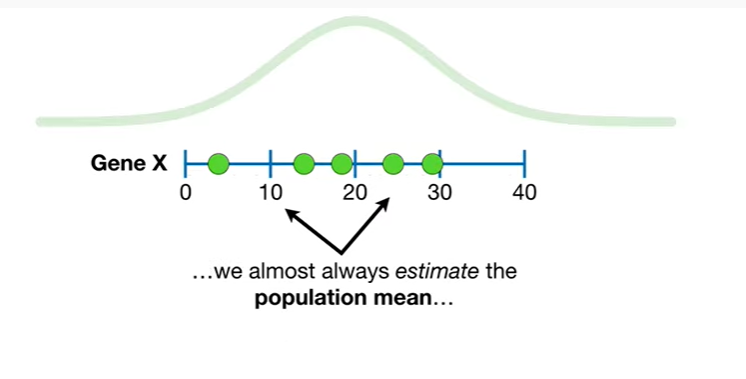 Gene X
0 10 20 30 40
...we almost always estimate the
population mean...